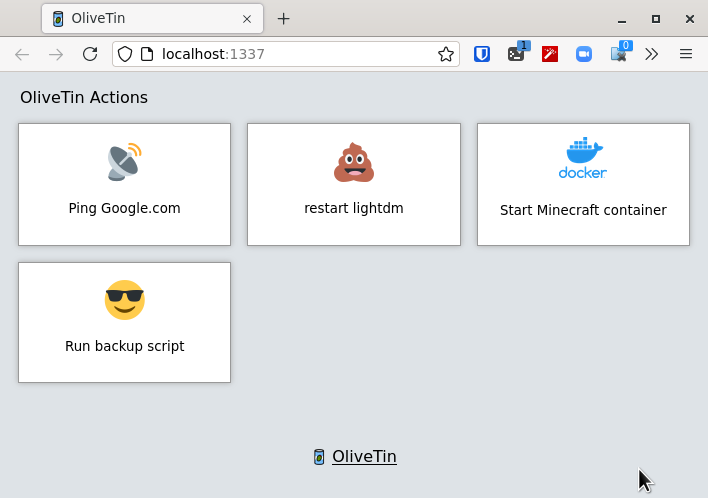 OliveTin
localhost:1337
1
0
OliveTin Actions
Ping Google.com
restart lightdm
docker
Start Minecraft container
Run backup script
OliveTin